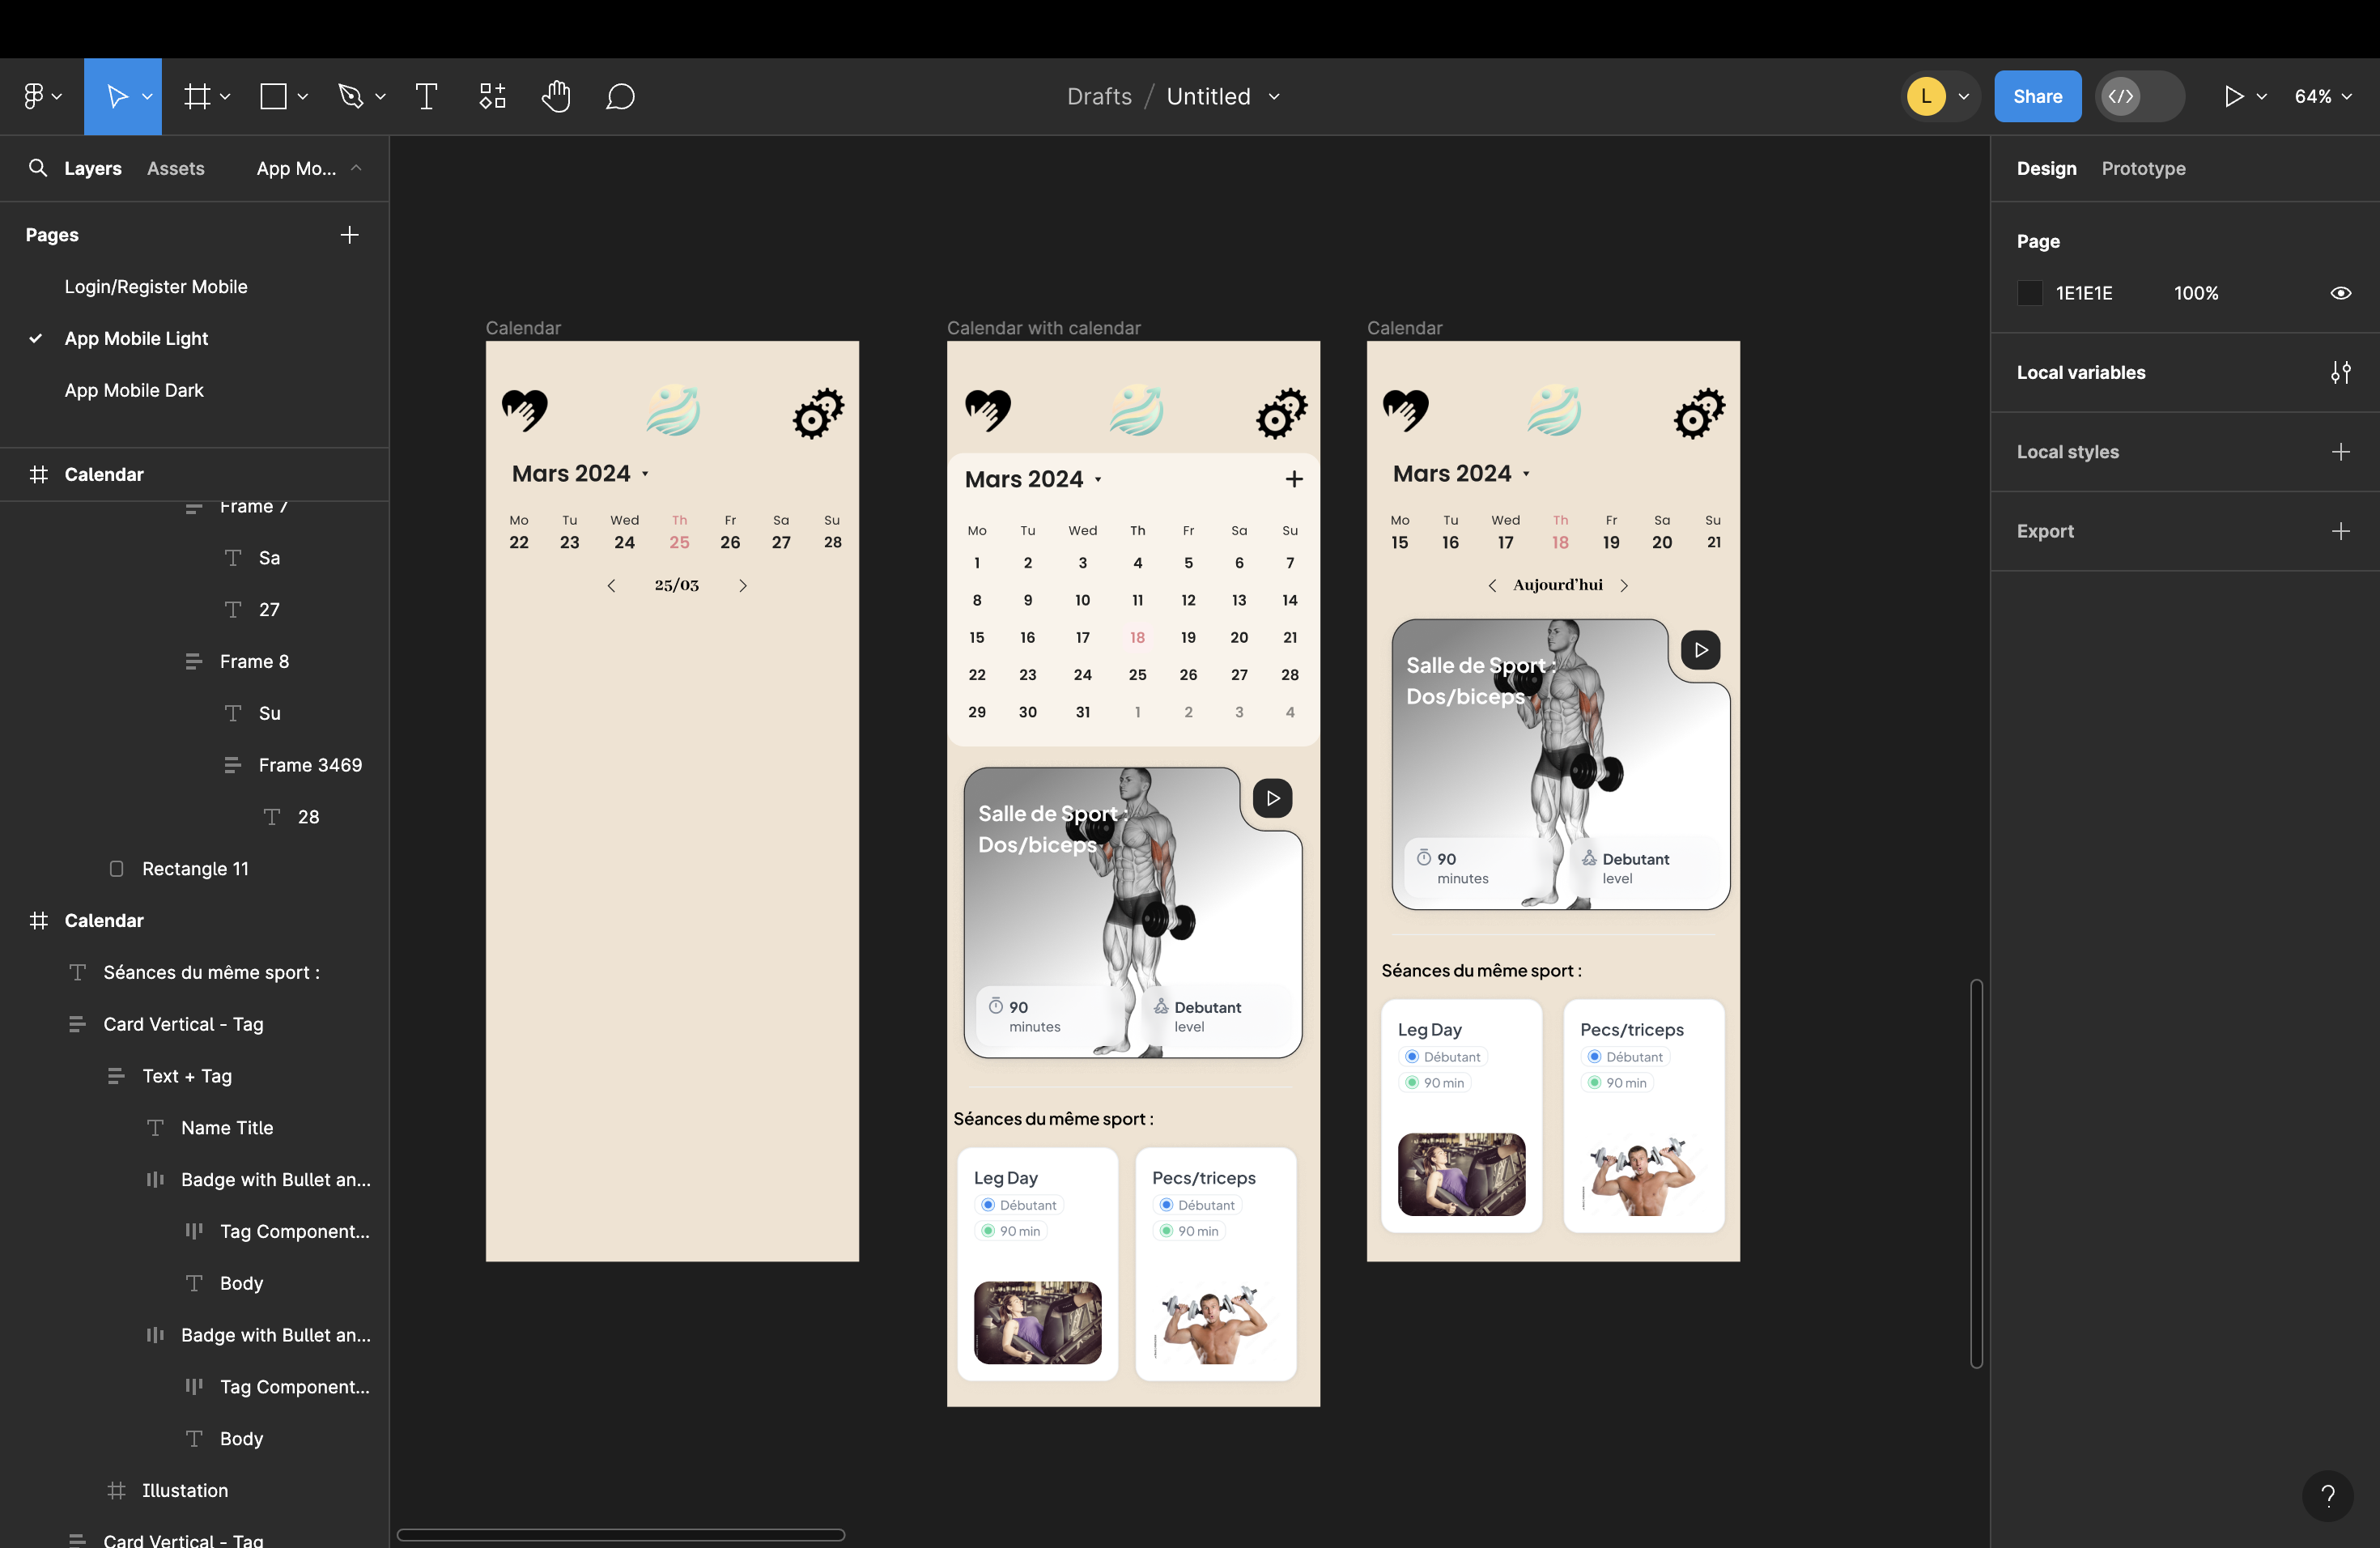 Drafts / Untitled
L
Share
64%
Layers
Assets
App Mo...
Pages
Login/Register Mobile
App Mobile Light
App Mobile Dark
Calendar
Frame 7
Sa
27
Frame 8
Su
Frame 3469
28
Rectangle 11
Calendar
Séances du même sport :
Card Vertical - Tag
Text + Tag
Name Title
Badge with Bullet an...
Tag Component...
Body
Badge with Bullet an...
Tag Component...
Body
Illustation
Card Vertical - Tag
Calendar
Mars 2024
Mo Tu Wed Th Fr Sa Su
22 23 24 25 26 27 28
25/03
Calendar with calendar
Mars 2024
+
Mo Tu Wed Th Fr Sa Su
1 2 3 4 5 6 7
8 9 10 11 12 13 14
15 16 17 18 19 20 21
22 23 24 25 26 27 28
29 30 31 1 2 3 4
Salle de Sport :
Dos/biceps
90
minutes
Debutant
level
Séances du même sport :
Leg Day
Débutant
90 min
Pecs/triceps
Débutant
90 min
Calendar
Mars 2024
Mo Tu Wed Th Fr Sa Su
15 16 17 18 19 20 21
Aujourd'hui
Salle de Sport :
Dos/biceps
90
minutes
Debutant
level
Séances du même sport :
Leg Day
Débutant
90 min
Pecs/triceps
Débutant
90 min
Design
Prototype
Page
1E1E1E 100%
Local variables
Local styles
Export
?